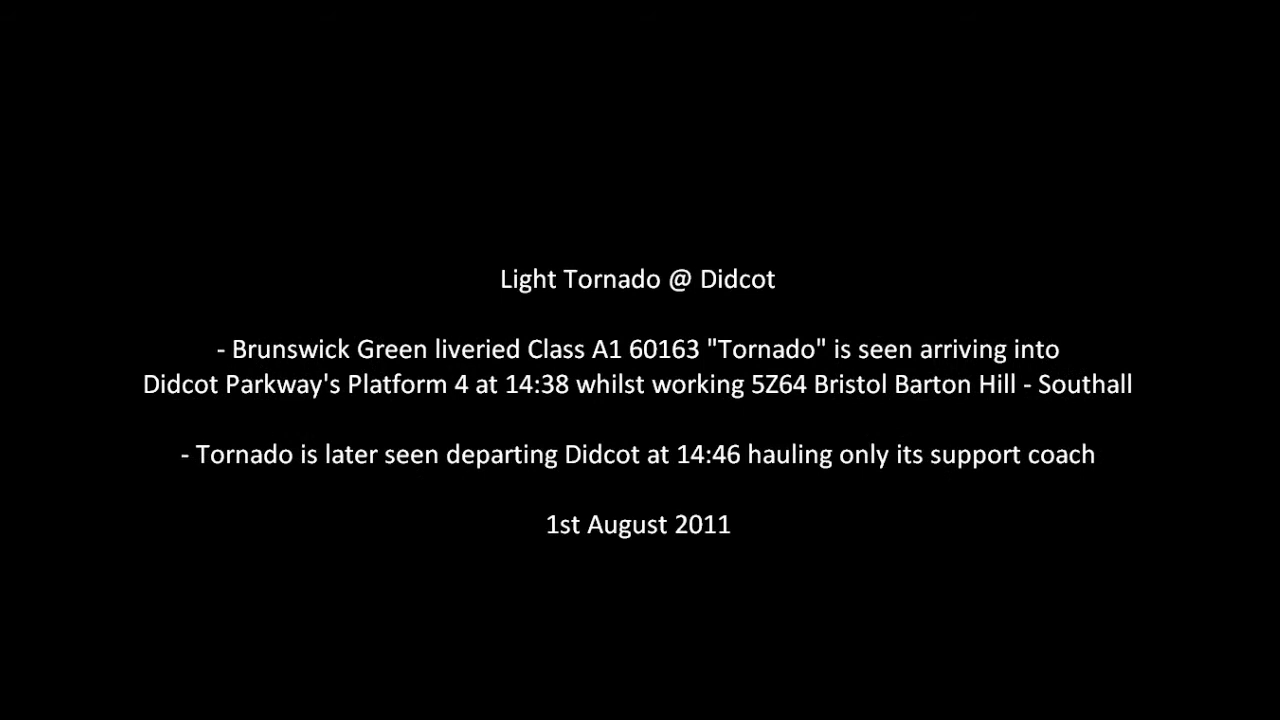 Light Tornado @ Didcot
- Brunswick Green liveried Class A1 60163 "Tornado" is seen arriving into
Didcot Parkway's Platform 4 at 14:38 whilst working 5Z64 Bristol Barton Hill - Southall
- Tornado is later seen departing Didcot at 14:46 hauling only its support coach
1st August 2011